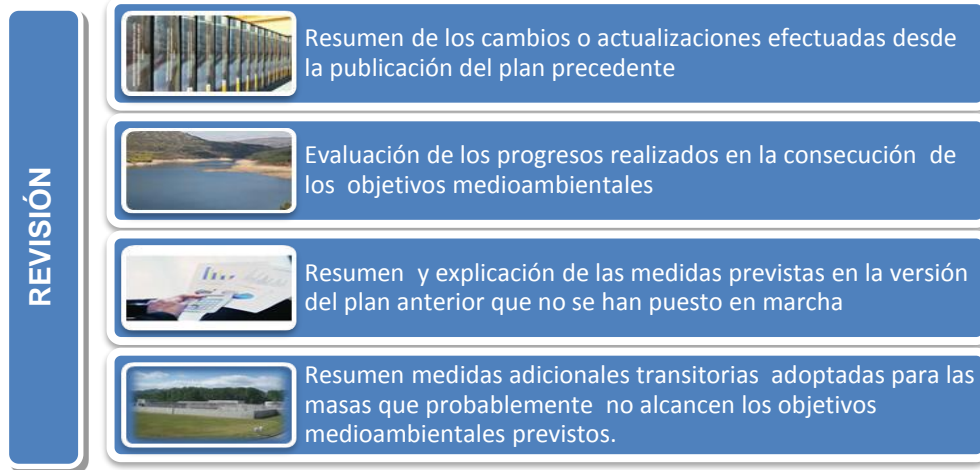 REVISIÓN
Resumen de los cambios o actualizaciones efectuadas desde
la publicación del plan precedente
Evaluación de los progresos realizados en la consecución de
los objetivos medioambientales
Resumen y explicación de las medidas previstas en la versión
del plan anterior que no se han puesto en marcha
Resumen medidas adicionales transitorias adoptadas para las
masas que probablemente no alcancen los objetivos
medioambientales previstos.